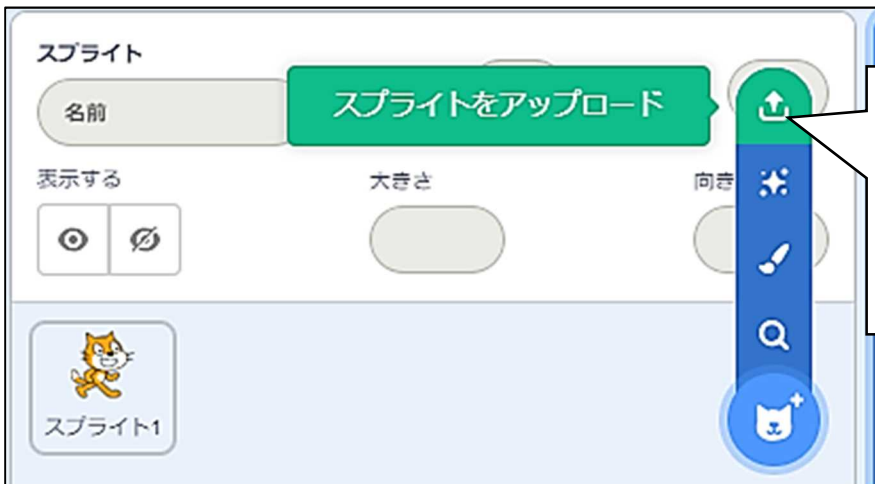 スプライト
名前
スプライトをアップロード
表示する
大きさ
向き
スプライト1